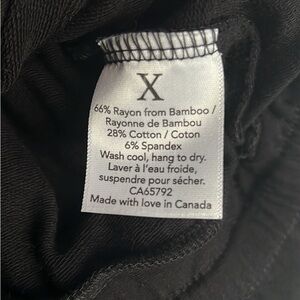 X
66% Rayon from Bamboo /
Rayonne de Bambou
28% Cotton / Coton
6% Spandex
Wash cool, hang to dry.
Laver à l'eau froide,
suspendre pour sécher.
CA65792
Made with love in Canada